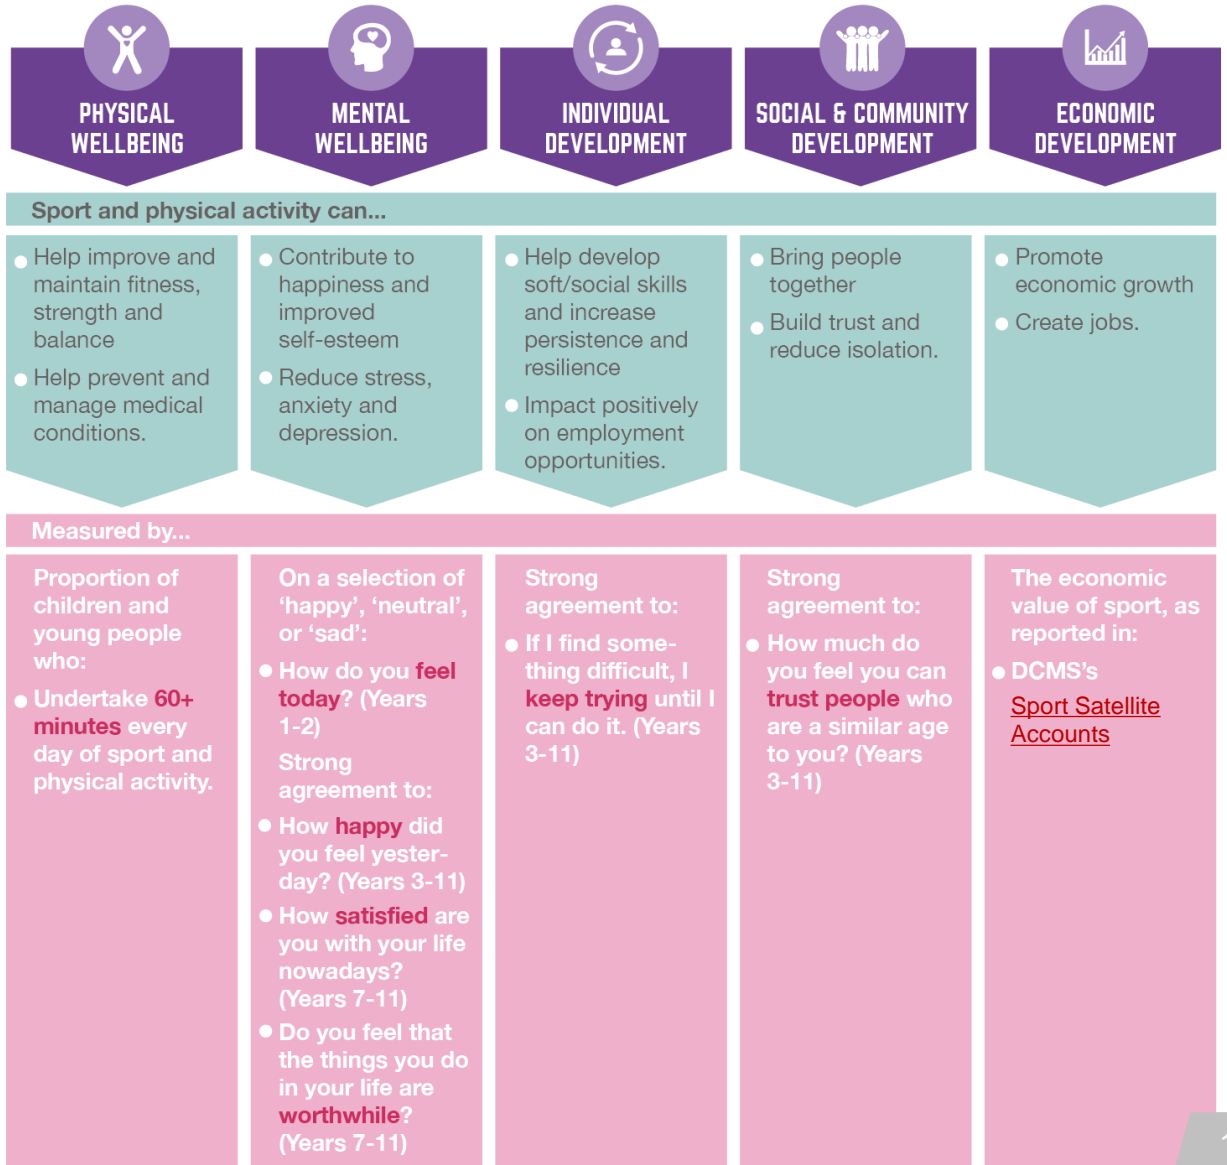 PHYSICAL
WELLBEING
MENTAL
WELLBEING
INDIVIDUAL
DEVELOPMENT
SOCIAL & COMMUNITY
DEVELOPMENT
ECONOMIC
DEVELOPMENT
Sport and physical activity can...
Help improve and
maintain fitness,
strength and
balance
Help prevent and
manage medical
conditions.
Contribute to
happiness and
improved
self-esteem
Reduce stress,
anxiety and
depression.
Help develop
soft/social skills
and increase
persistence and
resilience
Impact positively
on employment
opportunities.
Bring people
together
Build trust and
reduce isolation.
Promote
economic growth
Create jobs.
Measured by...
Proportion of
children and
young people
who:
Undertake 60+
minutes every
day of sport and
physical activity.
On a selection of
‘happy’, ‘neutral’,
or ‘sad’:
How do you feel
today? (Years
1-2)
Strong
agreement to:
How happy did
you feel yester-
day? (Years 3-11)
How satisfied are
you with your life
nowadays?
(Years 7-11)
Do you feel that
the things you do
in your life are
worthwhile?
(Years 7-11)
Strong
agreement to:
If I find some-
thing difficult, I
keep trying until I
can do it. (Years
3-11)
Strong
agreement to:
How much do
you feel you can
trust people who
are a similar age
to you? (Years
3-11)
The economic
value of sport, as
reported in:
DCMS’s
Sport Satellite
Accounts